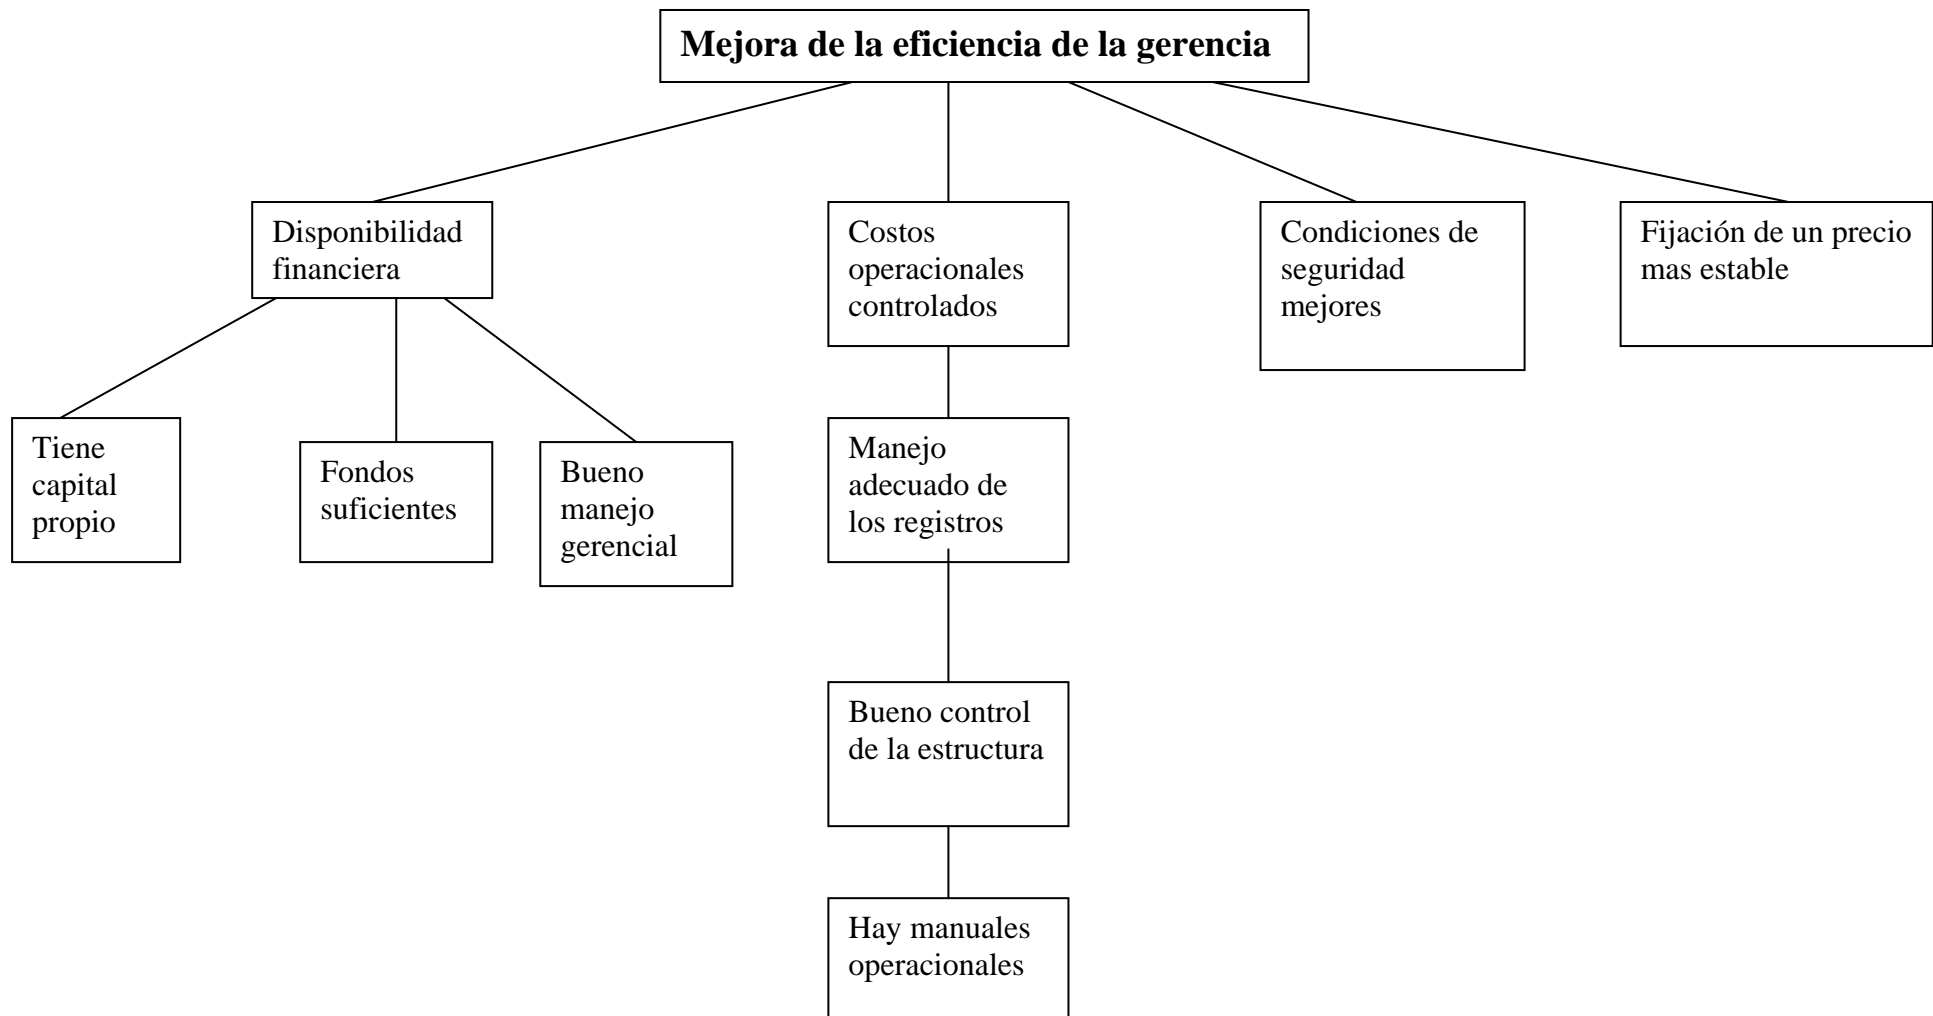 Mejora de la eficiencia de la gerencia
Disponibilidad
financiera
Costos
operacionales
controlados
Condiciones de
seguridad
mejores
Fijación de un precio
mas estable
Tiene
capital
propio
Fondos
suficientes
Bueno
manejo
gerencial
Manejo
adecuado de
los registros
Bueno control
de la estructura
Hay manuales
operacionales